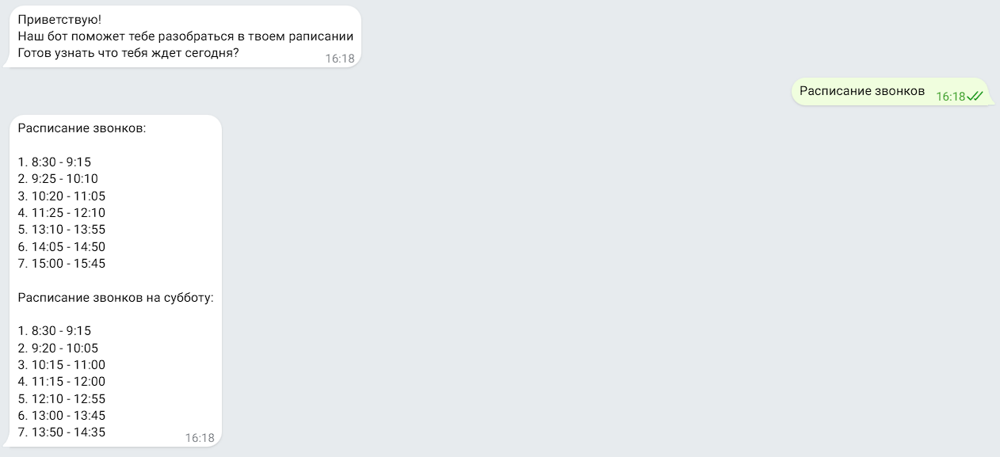 Приветствую!
Наш бот поможет тебе разобраться в твоем раписании
Готов узнать что тебя ждет сегодня?
16:18
Расписание звонков
16:18
Расписание звонков:
1. 8:30 - 9:15
2. 9:25 - 10:10
3. 10:20 - 11:05
4. 11:25 - 12:10
5. 13:10 - 13:55
6. 14:05 - 14:50
7. 15:00 - 15:45
Расписание звонков на субботу:
1. 8:30 - 9:15
2. 9:20 - 10:05
3. 10:15 - 11:00
4. 11:15 - 12:00
5. 12:10 - 12:55
6. 13:00 - 13:45
7. 13:50 - 14:35
16:18